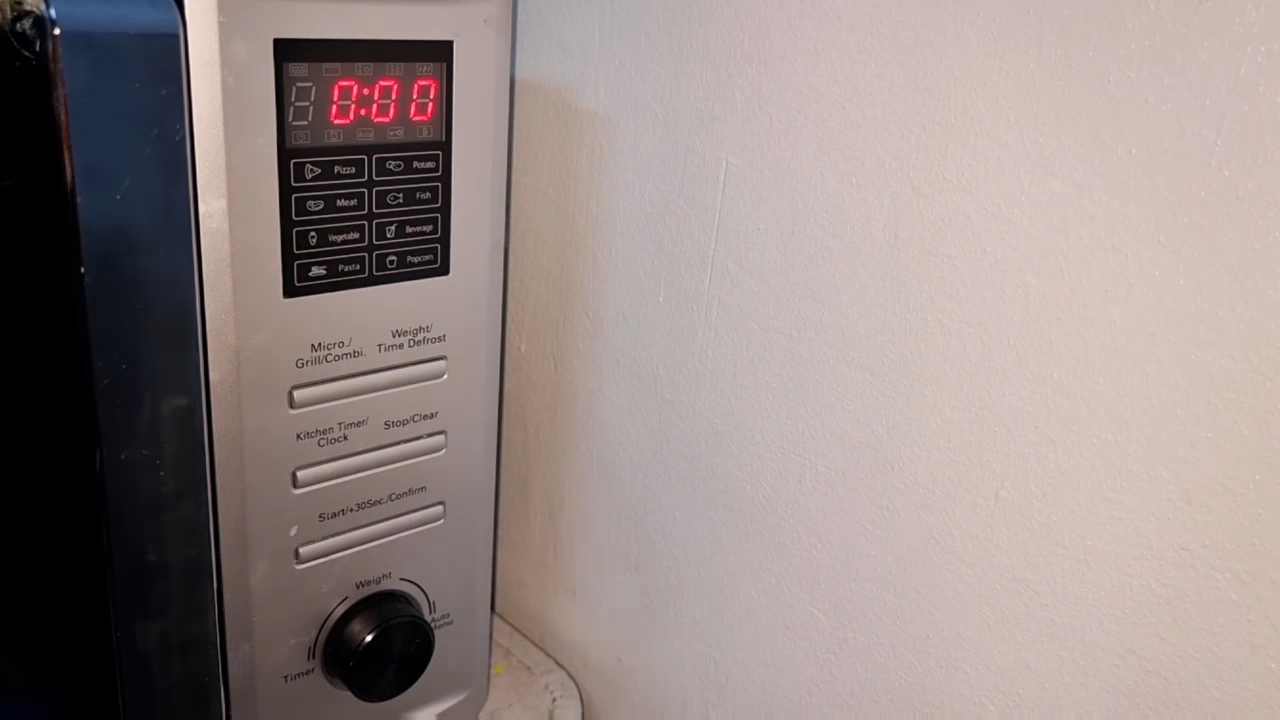 0:00
Pizza
Potato
Meat
Fish
Vegetable
Beverage
Pasta
Popcorn
Micro./
Grill/Combi.
Weight/
Time Defrost
Kitchen Timer/
Clock
Stop/Clear
Start/+30Sec./Confirm
Weight
Auto
Menu
Timer